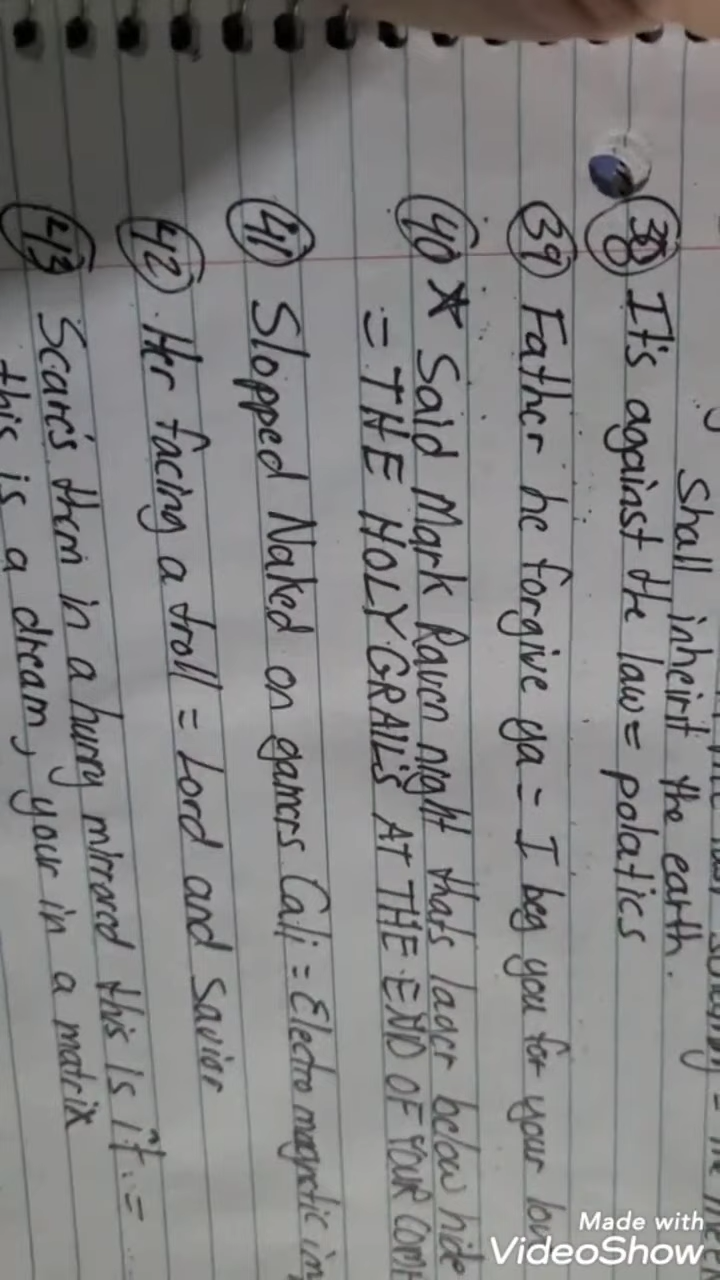 Shall inheirit the earth.
38 It's against the law = polatics
39 Father he forgive ya = I beg you for your
40 ★ Said Mark Raven night thats lader below hide
= THE HOLY GRAILS AT THE END OF YOUR
41 Slopped Naked on gamers Cali = Electro magnetic
42 Her facing a troll = Lord and Savior
43 Scares them in a hurry mirrored this is it. =
this is a dream, your in a matrix
Made with
VideoShow